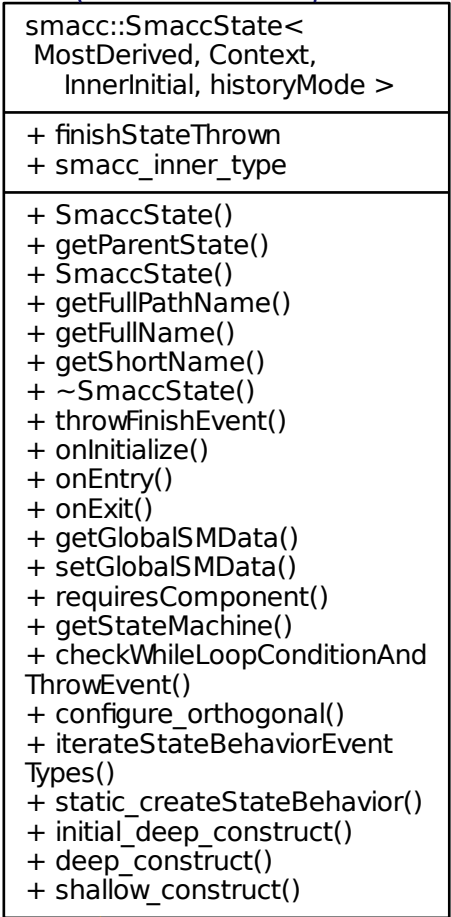 smacc::SmaccState<
MostDerived, Context,
InnerInitial, historyMode >
+ finishStateThrown
+ smacc_inner_type
+ SmaccState()
+ getParentState()
+ SmaccState()
+ getFullPathName()
+ getFullName()
+ getShortName()
+ ~SmaccState()
+ throwFinishEvent()
+ onInitialize()
+ onEntry()
+ onExit()
+ getGlobalSMData()
+ setGlobalSMData()
+ requiresComponent()
+ getStateMachine()
+ checkWhileLoopConditionAnd
ThrowEvent()
+ configure_orthogonal()
+ iterateStateBehaviorEvent
Types()
+ static_createStateBehavior()
+ initial_deep_construct()
+ deep_construct()
+ shallow_construct()